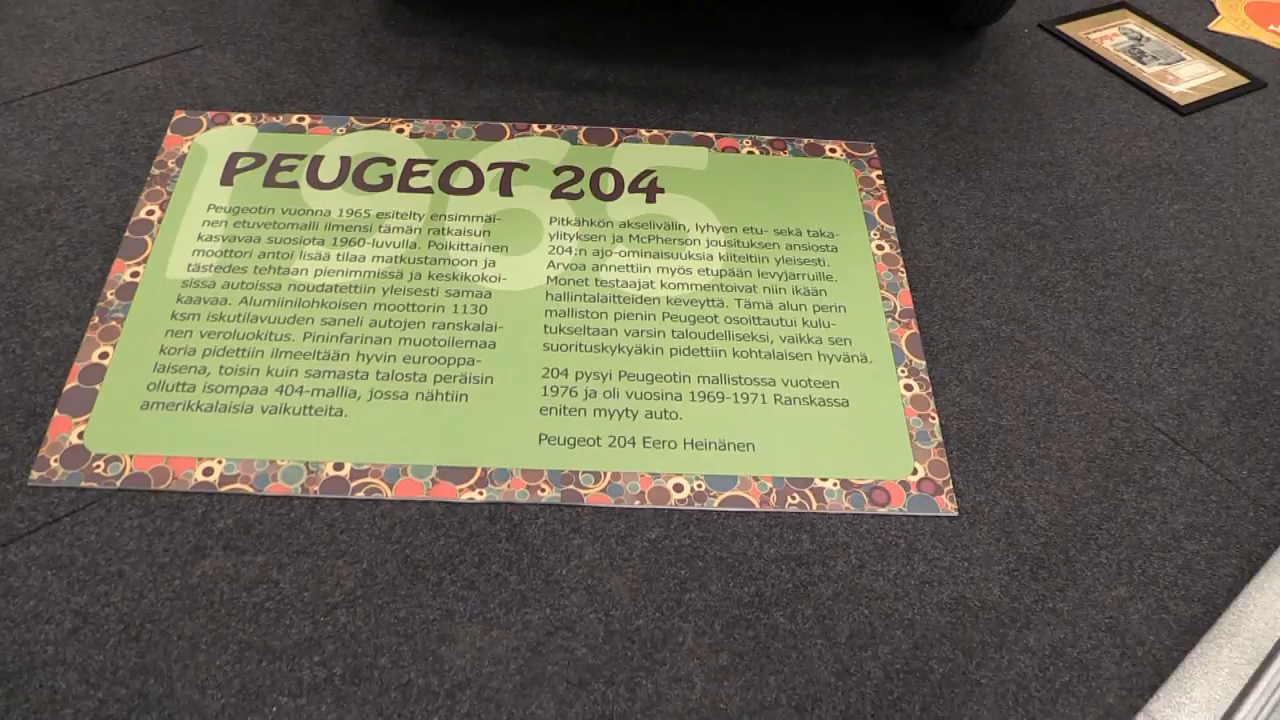 1965
PEUGEOT 204
Peugeotin vuonna 1965 esitelty ensimmäi-
nen etuvetomalli ilmensi tämän ratkaisun
kasvavaa suosiota 1960-luvulla. Poikittainen
moottori antoi lisää tilaa matkustamoon ja
tästedes tehtaan pienimmissä ja keskikokoi-
sissa autoissa noudatettiin yleisesti samaa
kaavaa. Alumiinilohkoisen moottorin 1130
ksm iskutilavuuden saneli autojen ranskalai-
nen veroluokitus. Pininfarinan muotoilemaa
koria pidettiin ilmeeltään hyvin eurooppa-
laisena, toisin kuin samasta talosta peräisin
ollutta isompaa 404-mallia, jossa nähtiin
amerikkalaisia vaikutteita.
Pitkähkön akselivälin, lyhyen etu- sekä taka-
ylityksen ja McPherson jousituksen ansiosta
204:n ajo-ominaisuuksia kiiteltiin yleisesti.
Arvoa annettiin myös etupään levyjarruille.
Monet testaajat kommentoivat niin ikään
hallintalaitteiden keveyttä. Tämä alun perin
malliston pienin Peugeot osoittautui kulu-
tukseltaan varsin taloudelliseksi, vaikka sen
suorituskykyäkin pidettiin kohtalaisen hyvänä.
204 pysyi Peugeotin mallistossa vuoteen
1976 ja oli vuosina 1969-1971 Ranskassa
eniten myyty auto.
Peugeot 204 Eero Heinänen